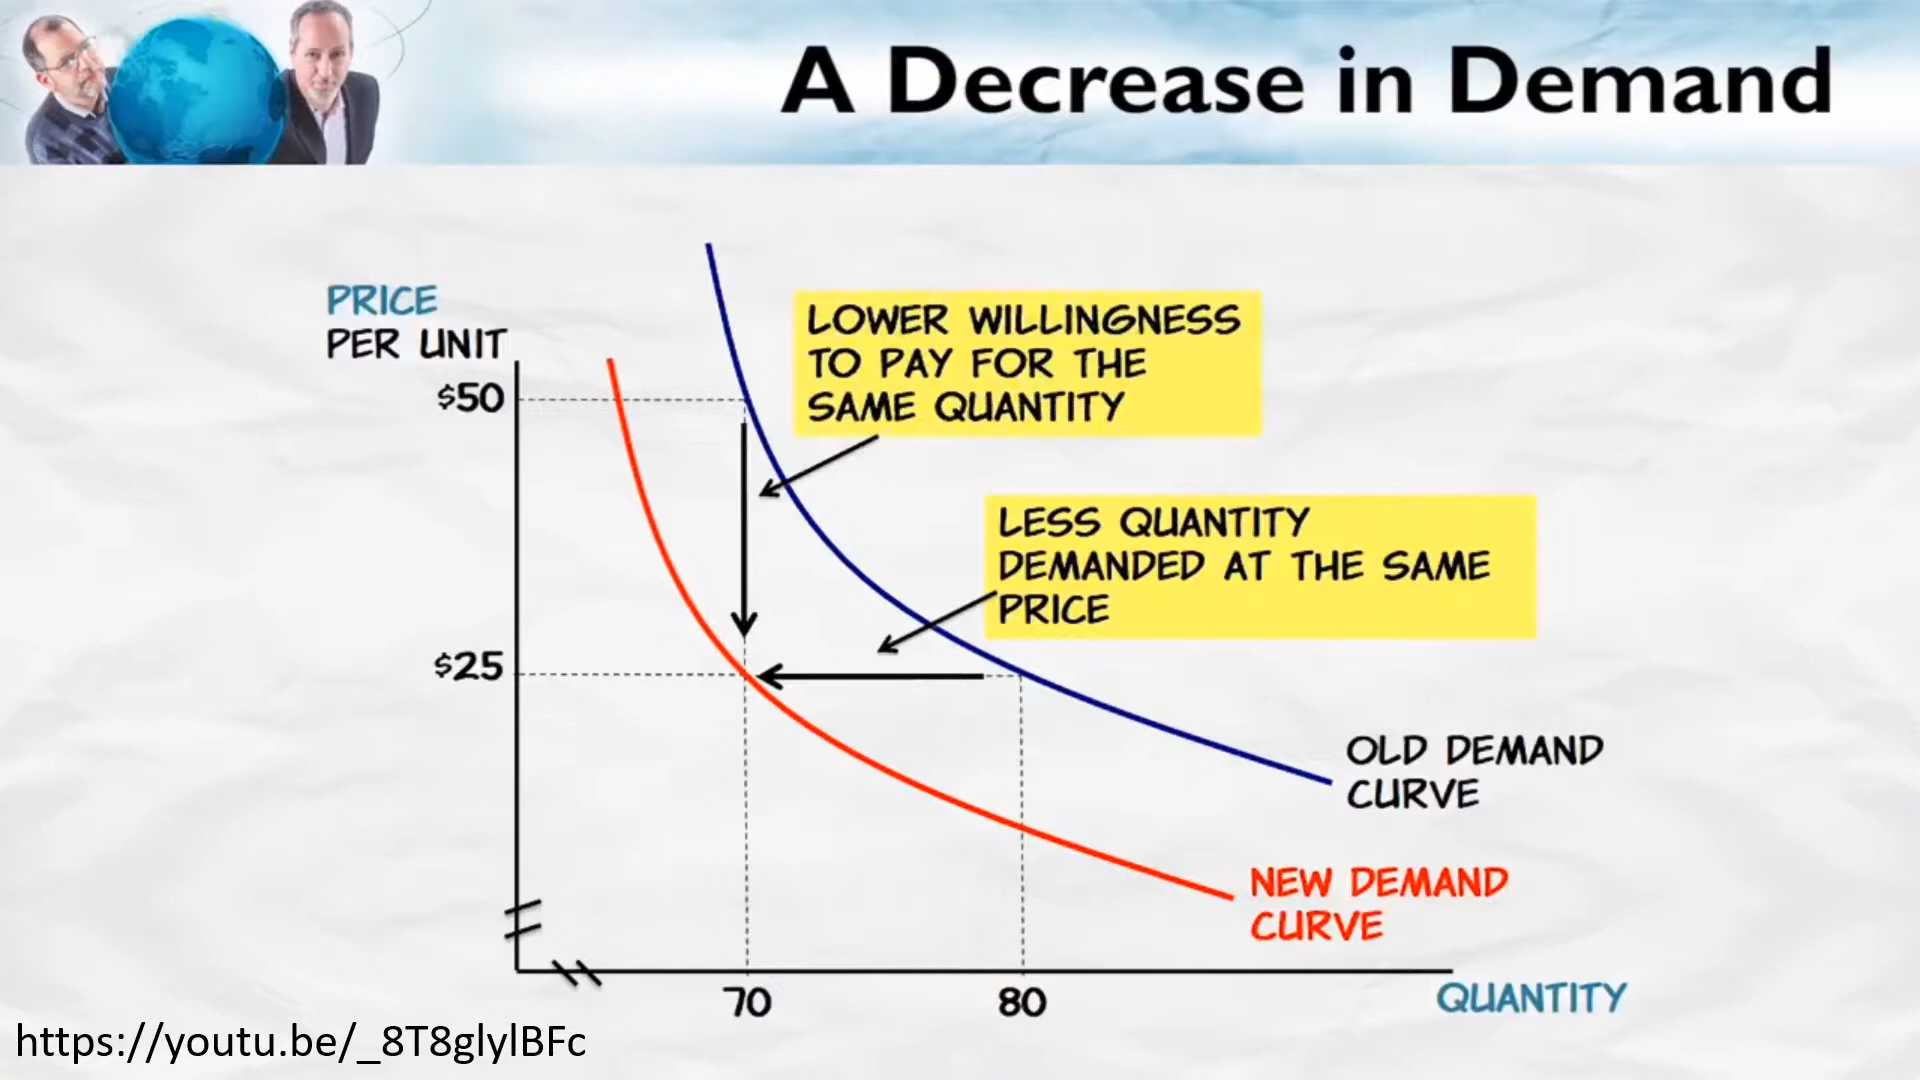 A Decrease in Demand
PRICE
PER UNIT
$50
LOWER WILLINGNESS
TO PAY FOR THE
SAME QUANTITY
LESS QUANTITY
DEMANDED AT THE SAME
PRICE
$25
OLD DEMAND
CURVE
NEW DEMAND
CURVE
70
80
QUANTITY
https://youtu.be/_8T8glylBFc